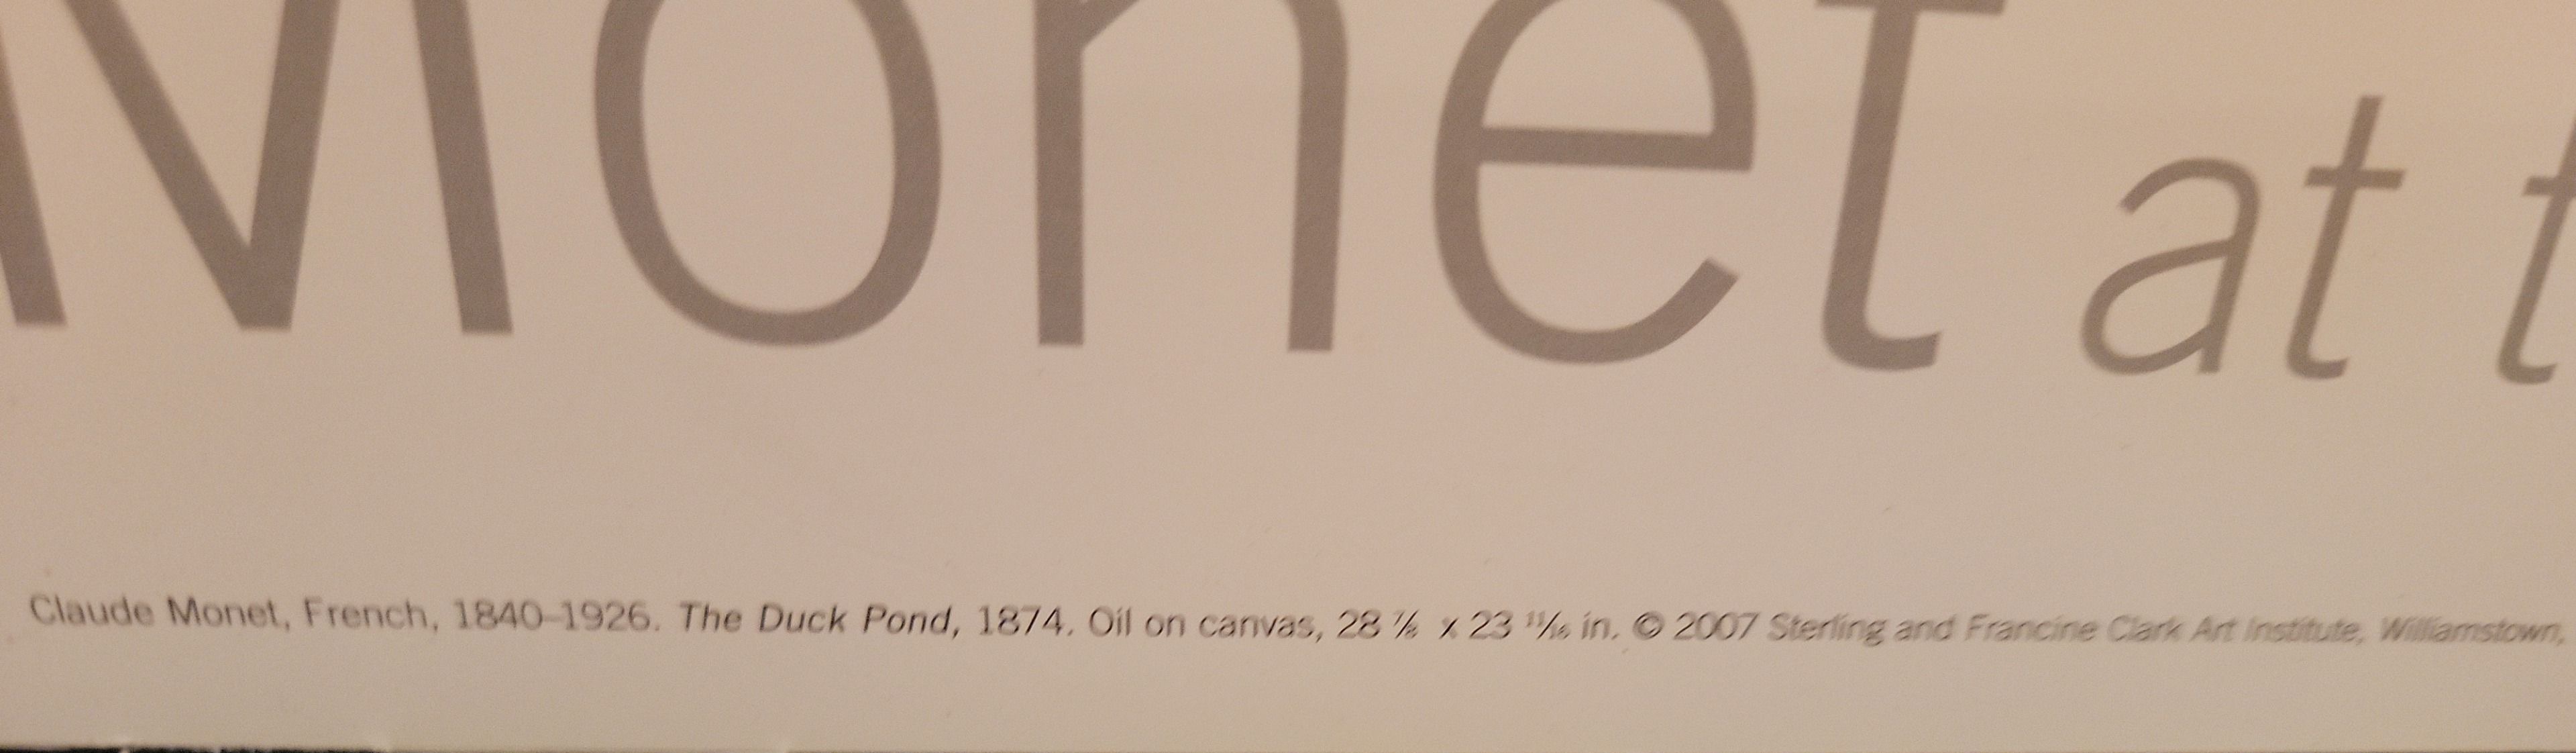 Monet at t
Claude Monet, French, 1840–1926. The Duck Pond, 1874. Oil on canvas, 28 ⅞ x 23 11/16 in. © 2007 Sterling and Francine Clark Art Institute, Williamstown,